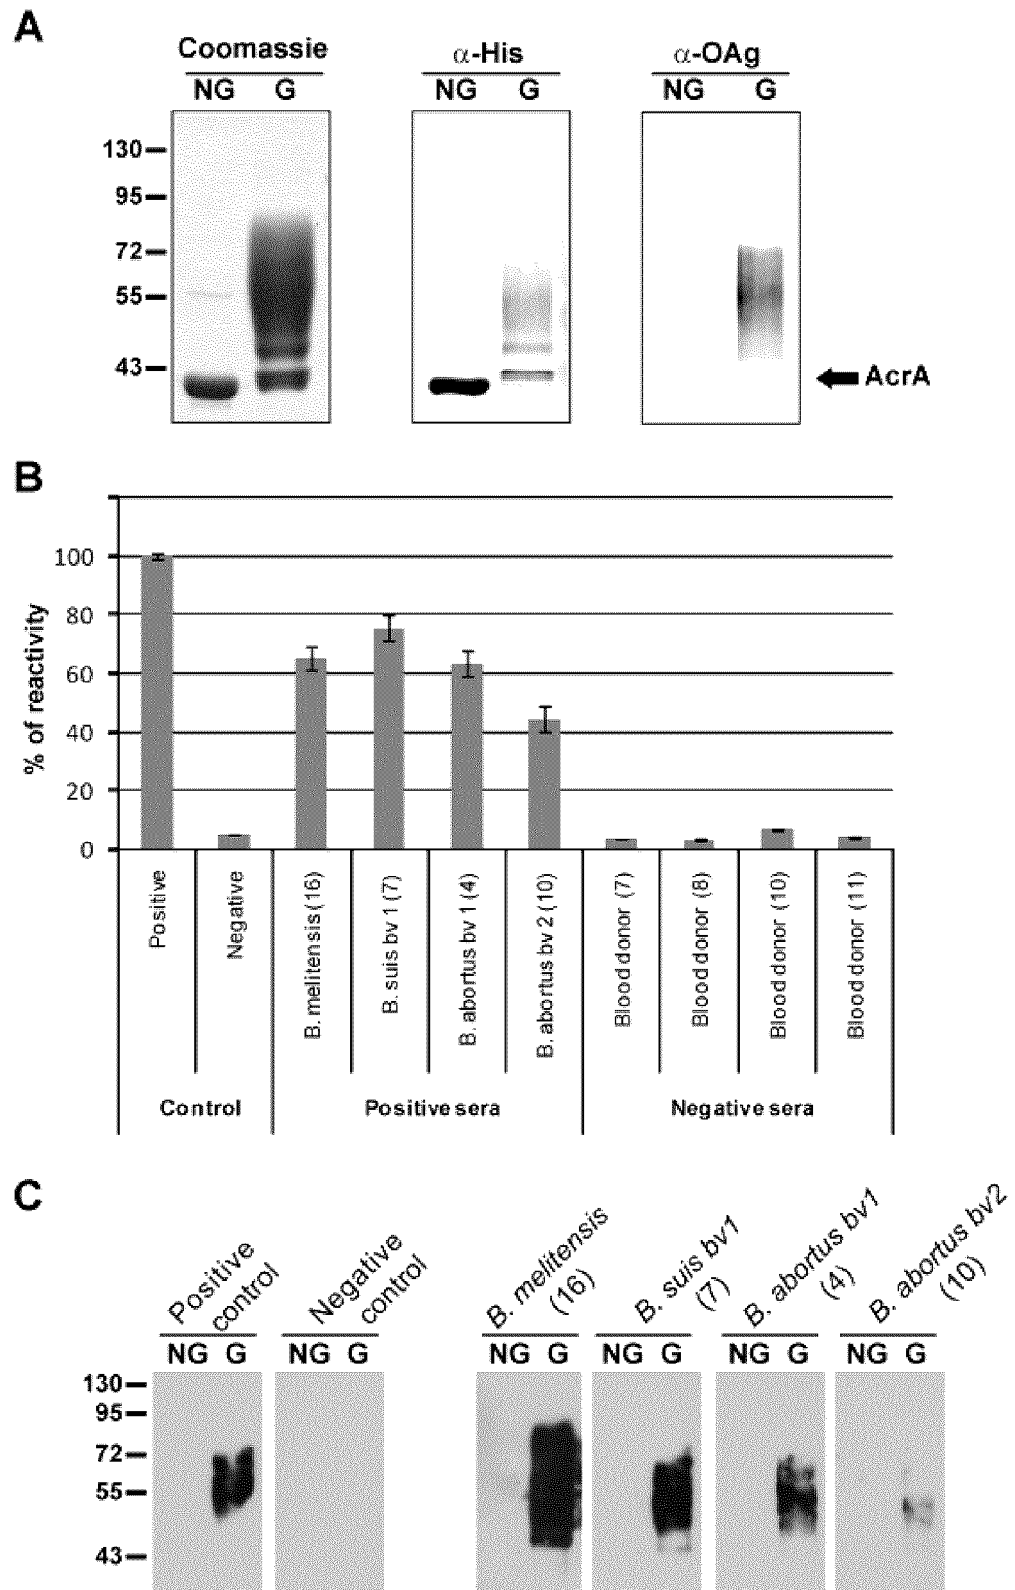 A
Coomassie
α-His
α-OAg
NG G
NG G
NG G
130
95
72
55
43
AcrA
B
% of reactivity
100
80
60
40
20
0
Positive
Negative
B. melitensis (16)
B. suis bv 1 (7)
B. abortus bv 1 (4)
B. abortus bv 2 (10)
Blood donor (7)
Blood donor (8)
Blood donor (10)
Blood donor (11)
Control
Positive sera
Negative sera
C
Positive
control
Negative
control
B. melitensis
(16)
B. suis bv1
(7)
B. abortus bv1
(4)
B. abortus bv2
(10)
NG G
NG G
NG G
NG G
NG G
NG G
130
95
72
55
43